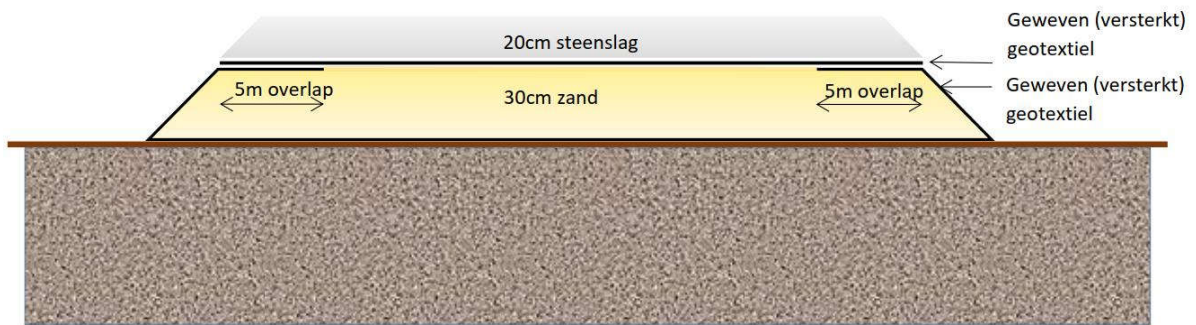 20cm steenslag
Geweven (versterkt)
geotextiel
5m overlap
30cm zand
5m overlap
Geweven (versterkt)
geotextiel